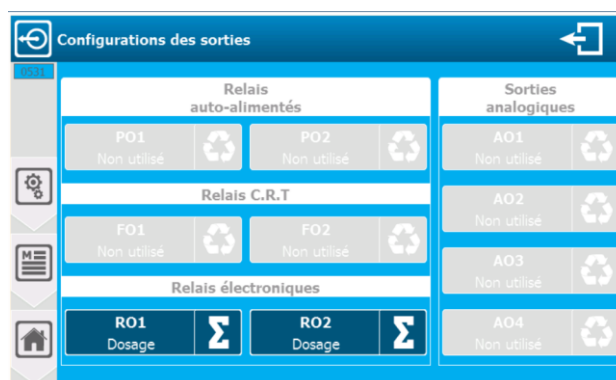 Configurations des sorties
0531
Relais
auto-alimentés
PO1
Non utilisé
PO2
Non utilisé
Relais C.R.T
FO1
Non utilisé
FO2
Non utilisé
Relais électroniques
RO1
Dosage
Σ
RO2
Dosage
Σ
Sorties
analogiques
AO1
Non utilisé
AO2
Non utilisé
AO3
Non utilisé
AO4
Non utilisé
M